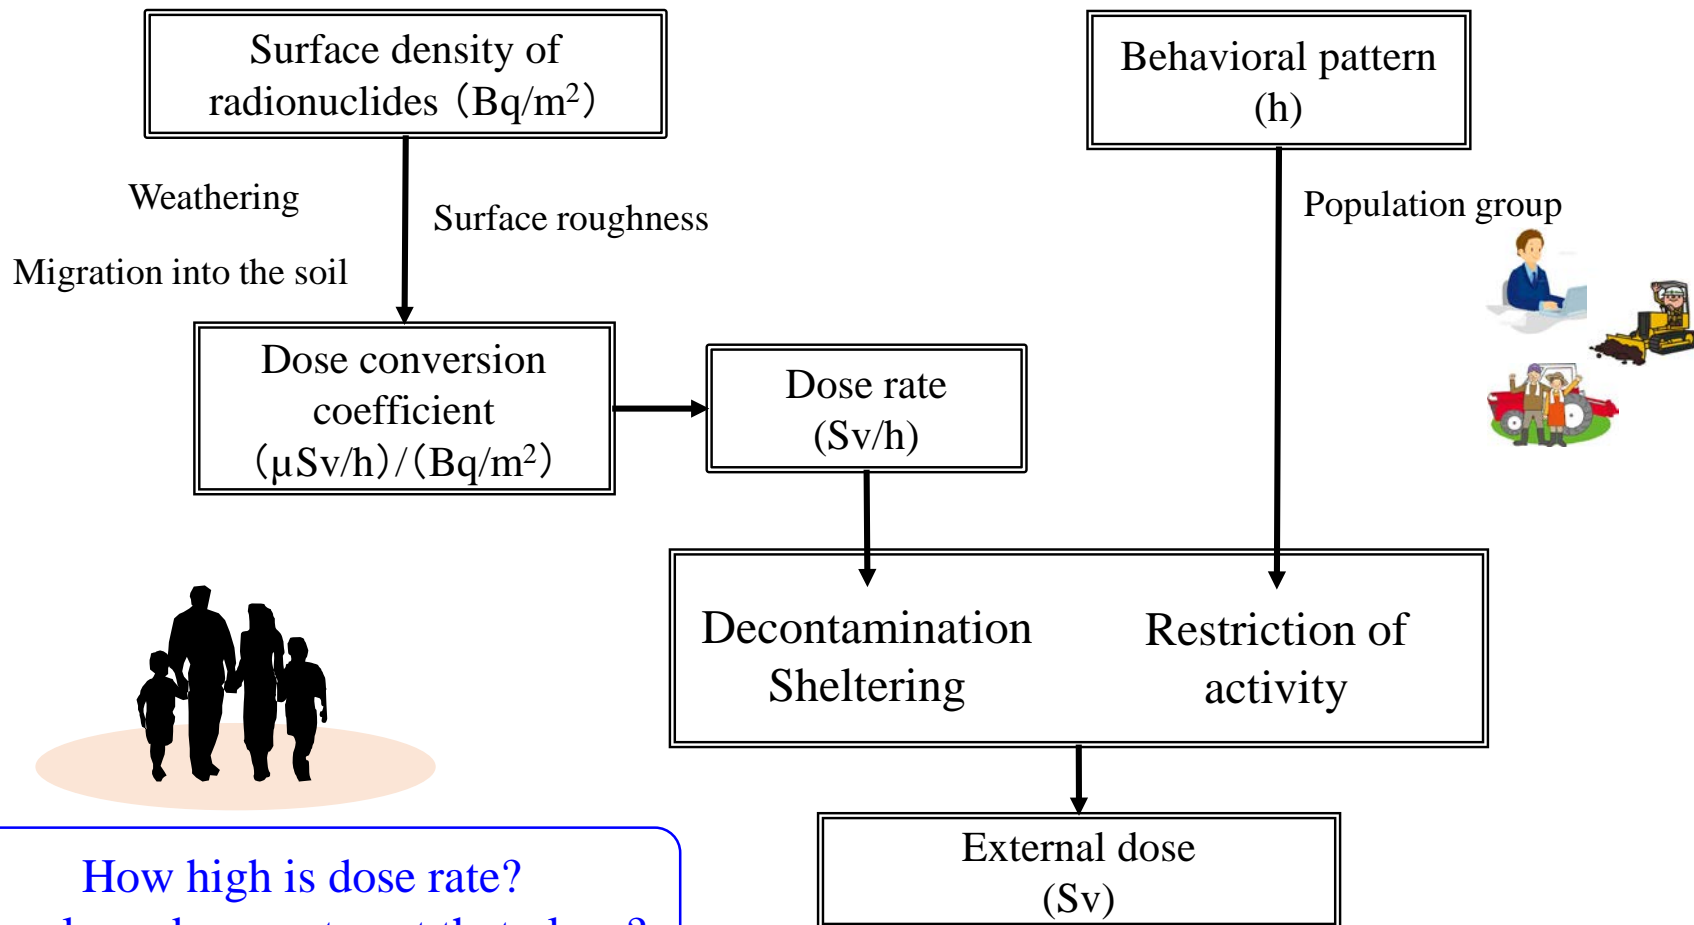 Surface density of
radionuclides（Bq/m²）
Behavioral pattern
(h)
Weathering
Surface roughness
Migration into the soil
Population group
Dose conversion
coefficient
（μSv/h）/（Bq/m²）
Dose rate
(Sv/h)
Decontamination
Sheltering
Restriction of
activity
External dose
(Sv)
How high is dose rate?